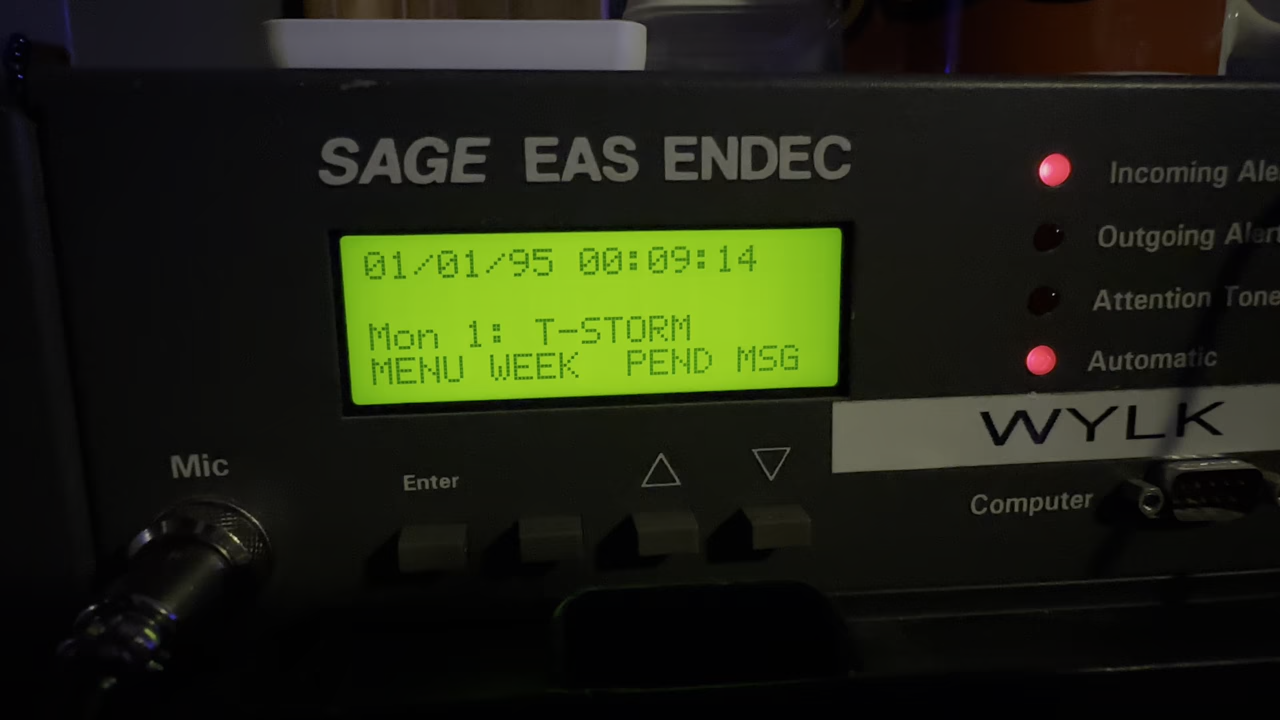 SAGE EAS ENDEC
01/01/95 00:09:14
Mon 1: T-STORM
MENU WEEK PEND MSG
Incoming Ale
Outgoing Alert
Attention Tone
Automatic
WYLK
Mic
Enter
Computer